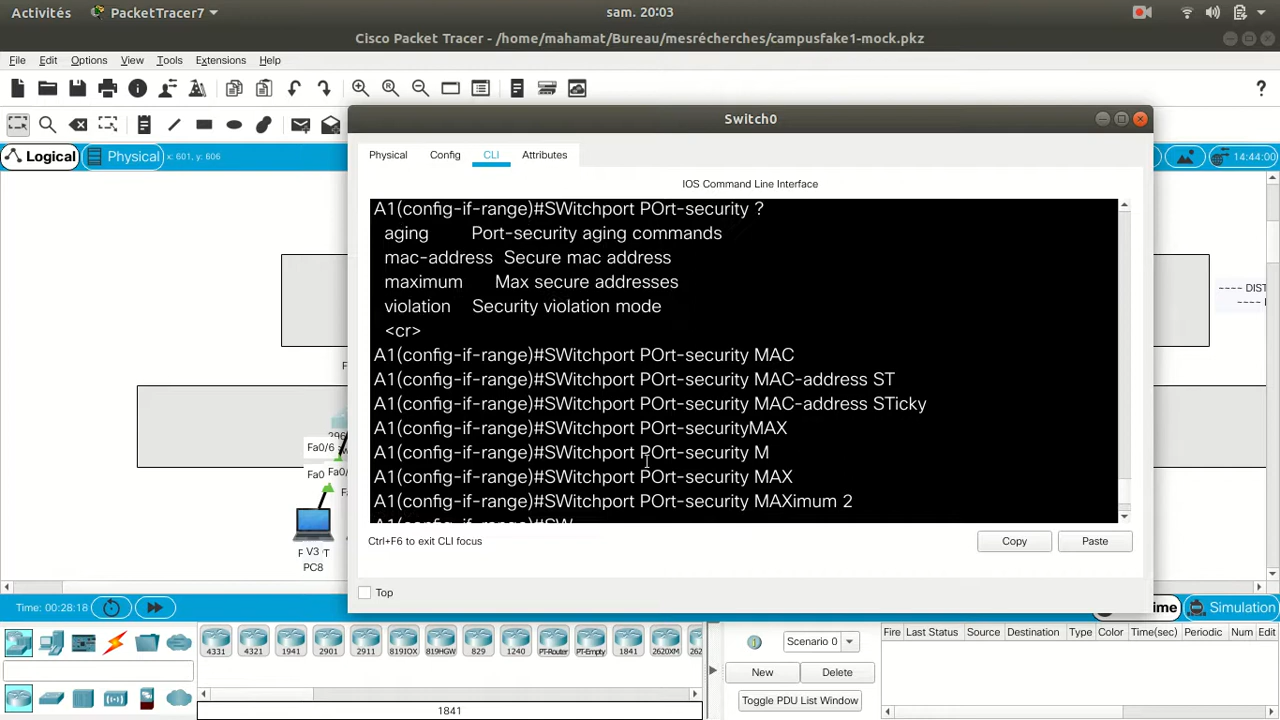 Activités PacketTracer7 sam. 20:03
Cisco Packet Tracer - /home/mahamat/Bureau/mesrécherches/campusfake1-mock.pkz
File Edit Options View Tools Extensions Help
?
Switch0
Logical Physical x: 601, y: 606 14:44:00
Physical Config CLI Attributes
IOS Command Line Interface
A1(config-if-range)#SWitchport POrt-security ?
aging Port-security aging commands
mac-address Secure mac address
maximum Max secure addresses
violation Security violation mode
<cr>
A1(config-if-range)#SWitchport POrt-security MAC
A1(config-if-range)#SWitchport POrt-security MAC-address ST
A1(config-if-range)#SWitchport POrt-security MAC-address STicky
A1(config-if-range)#SWitchport POrt-securityMAX
A1(config-if-range)#SWitchport POrt-security M
A1(config-if-range)#SWitchport POrt-security MAX
A1(config-if-range)#SWitchport POrt-security MAXimum 2
A1(config-if-range)#SW
---- DIST
Fa0/6
PC8
Ctrl+F6 to exit CLI focus Copy Paste
Top
Time: 00:28:18 Simulation
4331 4321 1941 2901 2911 819IOX 819HGW 829 1240 PT-Router PT-Empty 1841 2620XM
1841
Scenario 0
New Delete
Toggle PDU List Window
Fire Last Status Source Destination Type Color Time(sec) Periodic Num Edit